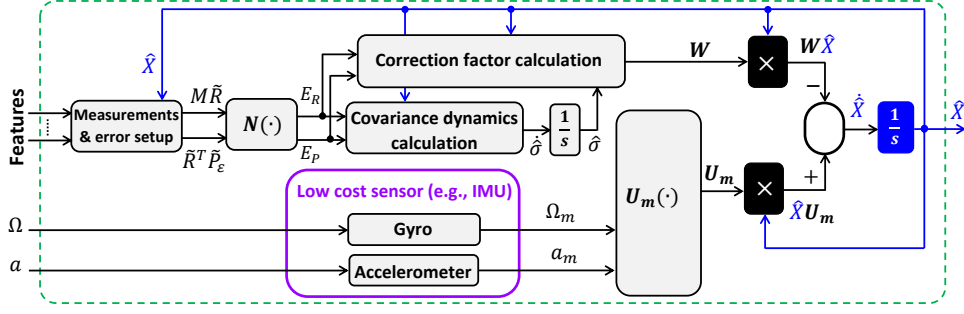 Features
X̂
Measurements
& error setup
MR̃
R̃ᵀP̃_ε
N(·)
E_R
E_P
Correction factor calculation
Covariance dynamics
calculation
σ̂̇
1
s
σ̂
W
×
WX̂
−
X̂̇
1
s
X̂
Low cost sensor (e.g., IMU)
Ω
Gyro
Ω_m
a
Accelerometer
a_m
U_m(·)
U_m
×
+
X̂U_m